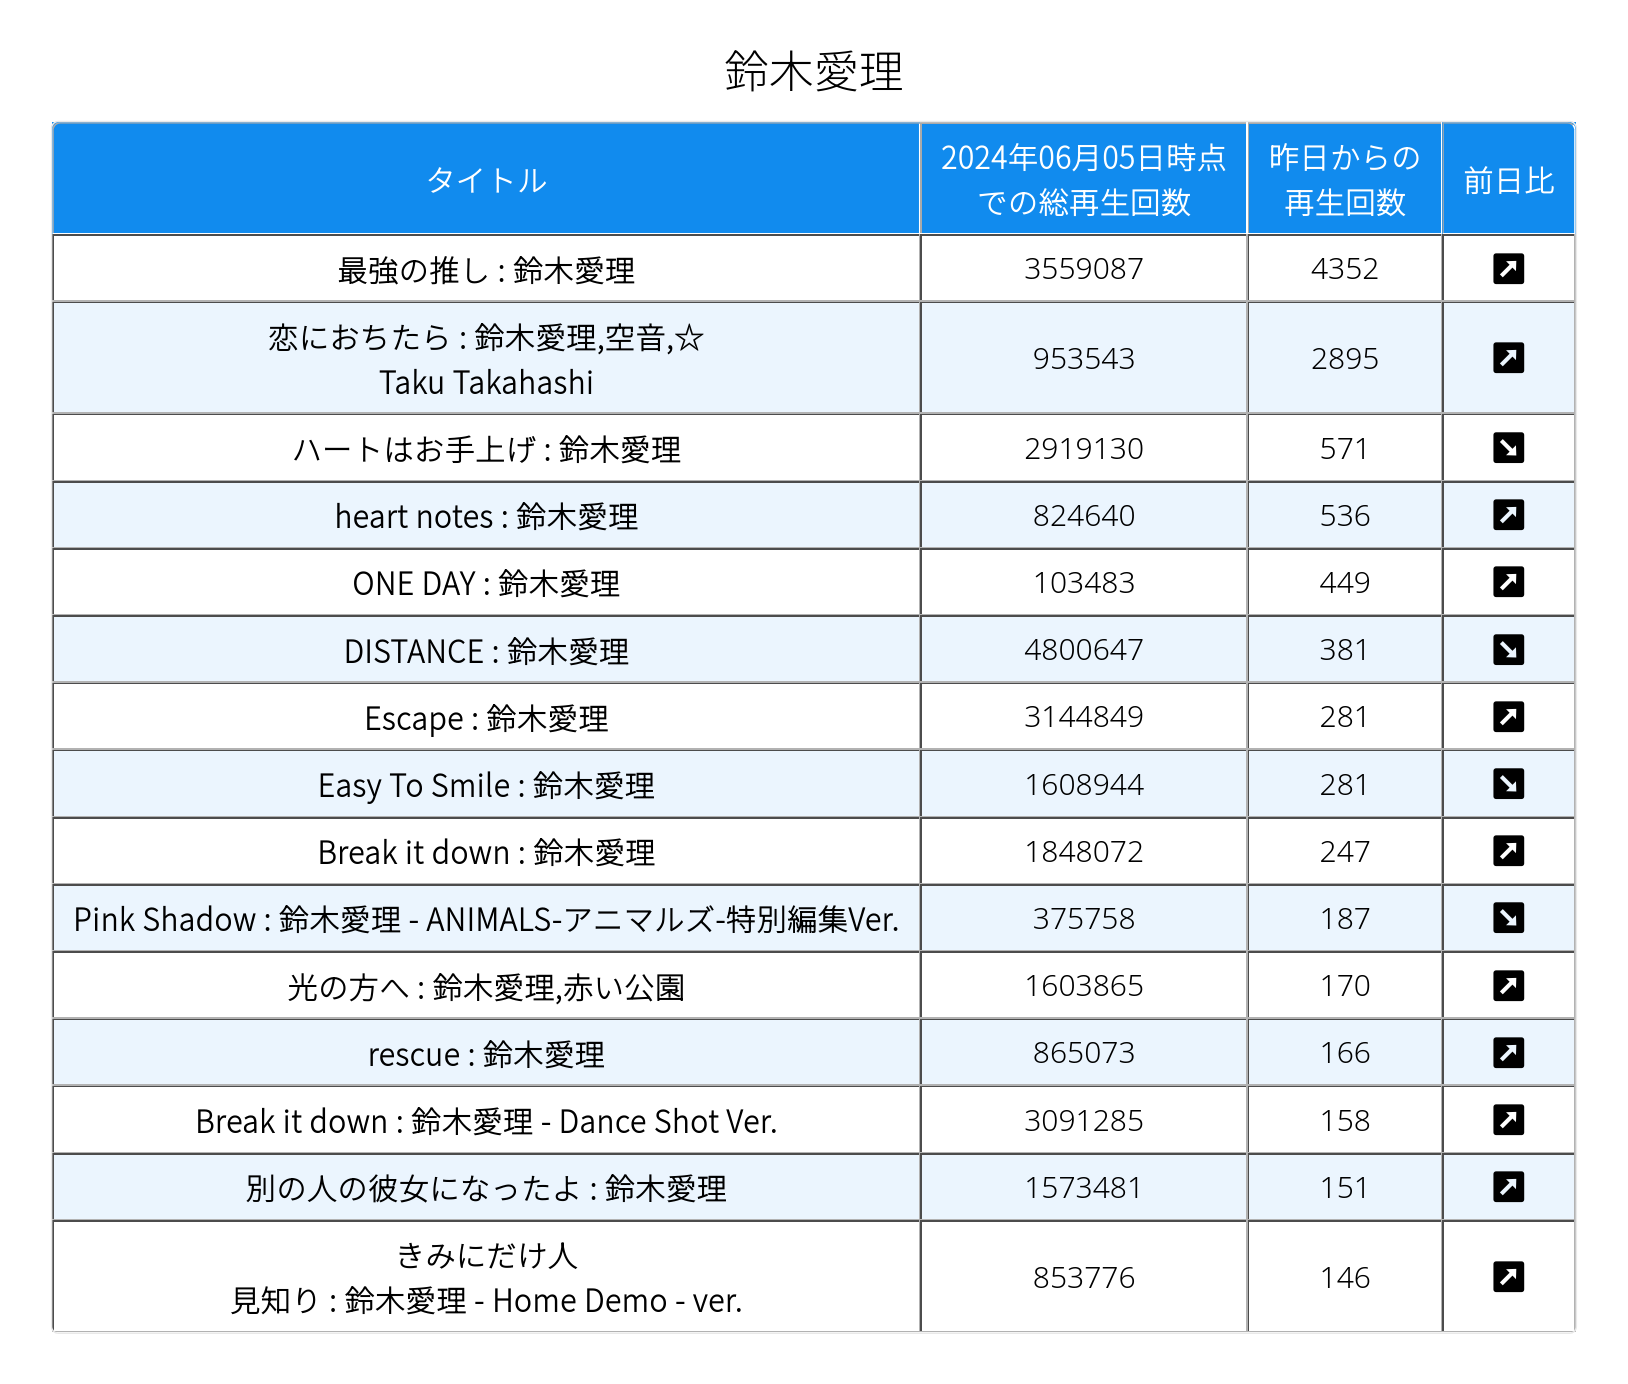 鈴木愛理
タイトル
2024年06月05日時点
での総再生回数
昨日からの
再生回数
前日比
最強の推し : 鈴木愛理 3559087 4352
恋におちたら : 鈴木愛理,空音,☆
Taku Takahashi 953543 2895
ハートはお手上げ : 鈴木愛理 2919130 571
heart notes : 鈴木愛理 824640 536
ONE DAY : 鈴木愛理 103483 449
DISTANCE : 鈴木愛理 4800647 381
Escape : 鈴木愛理 3144849 281
Easy To Smile : 鈴木愛理 1608944 281
Break it down : 鈴木愛理 1848072 247
Pink Shadow : 鈴木愛理 - ANIMALS-アニマルズ-特別編集Ver. 375758 187
光の方へ : 鈴木愛理,赤い公園 1603865 170
rescue : 鈴木愛理 865073 166
Break it down : 鈴木愛理 - Dance Shot Ver. 3091285 158
別の人の彼女になったよ : 鈴木愛理 1573481 151
きみにだけ人
見知り : 鈴木愛理 - Home Demo - ver. 853776 146